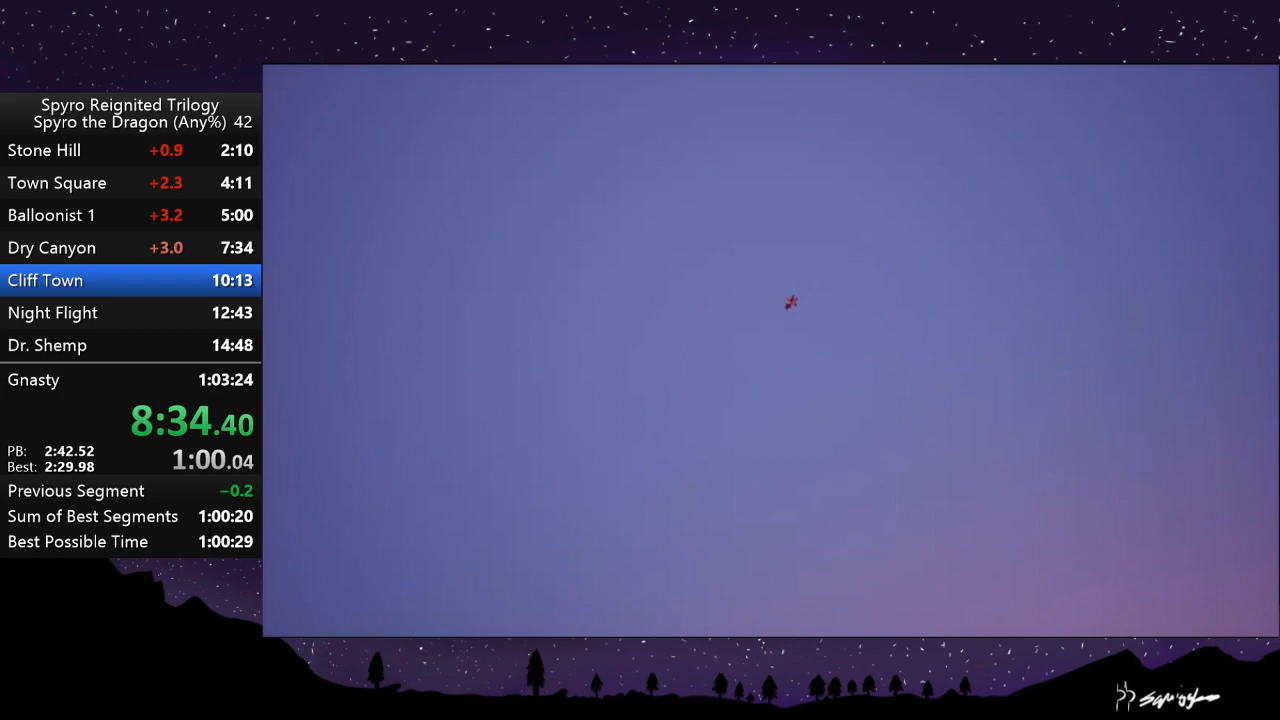 Spyro Reignited Trilogy
Spyro the Dragon (Any%) 42
Stone Hill +0.9 2:10
Town Square +2.3 4:11
Balloonist 1 +3.2 5:00
Dry Canyon +3.0 7:34
Cliff Town 10:13
Night Flight 12:43
Dr. Shemp 14:48
Gnasty 1:03:24
8:34.40
PB: 2:42.52
Best: 2:29.98
1:00.04
Previous Segment −0.2
Sum of Best Segments 1:00:20
Best Possible Time 1:00:29